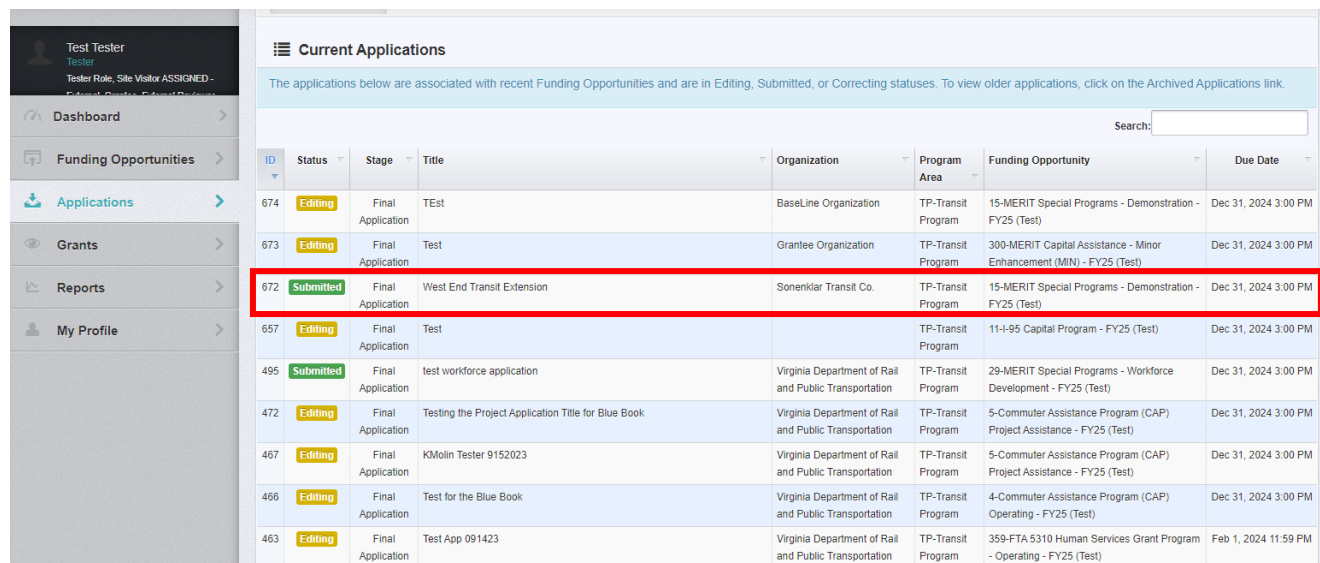 Test Tester
Tester
Tester Role, Site Visitor ASSIGNED -
Dashboard
Funding Opportunities
Applications
Grants
Reports
My Profile
Current Applications
The applications below are associated with recent Funding Opportunities and are in Editing, Submitted, or Correcting statuses. To view older applications, click on the Archived Applications link.
Search:
ID Status Stage Title Organization Program Funding Opportunity Due Date
Area
674 Editing Final TEst BaseLine Organization TP-Transit 15-MERIT Special Programs - Demonstration - Dec 31, 2024 3:00 PM
Application Program FY25 (Test)
673 Editing Final Test Grantee Organization TP-Transit 300-MERIT Capital Assistance - Minor Dec 31, 2024 3:00 PM
Application Program Enhancement (MIN) - FY25 (Test)
672 Submitted Final West End Transit Extension Sonenklar Transit Co. TP-Transit 15-MERIT Special Programs - Demonstration - Dec 31, 2024 3:00 PM
Application Program FY25 (Test)
657 Editing Final Test TP-Transit 11-I-95 Capital Program - FY25 (Test) Dec 31, 2024 3:00 PM
Application Program
495 Submitted Final test workforce application Virginia Department of Rail TP-Transit 29-MERIT Special Programs - Workforce Dec 31, 2024 3:00 PM
Application and Public Transportation Program Development - FY25 (Test)
472 Editing Final Testing the Project Application Title for Blue Book Virginia Department of Rail TP-Transit 5-Commuter Assistance Program (CAP) Dec 31, 2024 3:00 PM
Application and Public Transportation Program Project Assistance - FY25 (Test)
467 Editing Final KMolin Tester 9152023 Virginia Department of Rail TP-Transit 5-Commuter Assistance Program (CAP) Dec 31, 2024 3:00 PM
Application and Public Transportation Program Project Assistance - FY25 (Test)
466 Editing Final Test for the Blue Book Virginia Department of Rail TP-Transit 4-Commuter Assistance Program (CAP) Dec 31, 2024 3:00 PM
Application and Public Transportation Program Operating - FY25 (Test)
463 Editing Final Test App 091423 Virginia Department of Rail TP-Transit 359-FTA 5310 Human Services Grant Program Feb 1, 2024 11:59 PM
Application and Public Transportation Program - Operating - FY25 (Test)